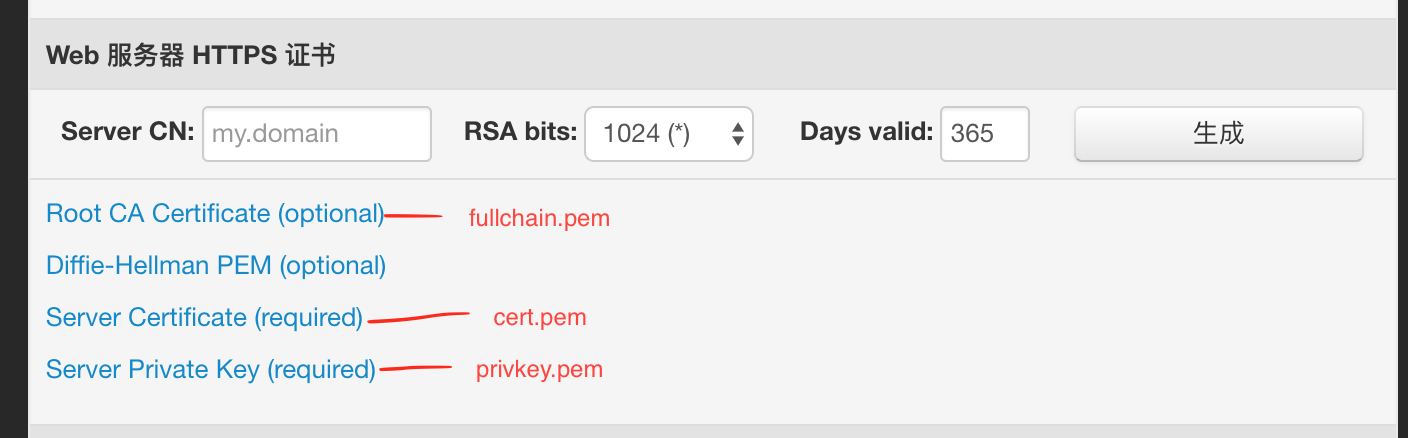 Web 服务器 HTTPS 证书
Server CN: my.domain RSA bits: 1024 (*) Days valid: 365 生成
Root CA Certificate (optional) fullchain.pem
Diffie-Hellman PEM (optional)
Server Certificate (required) cert.pem
Server Private Key (required) privkey.pem